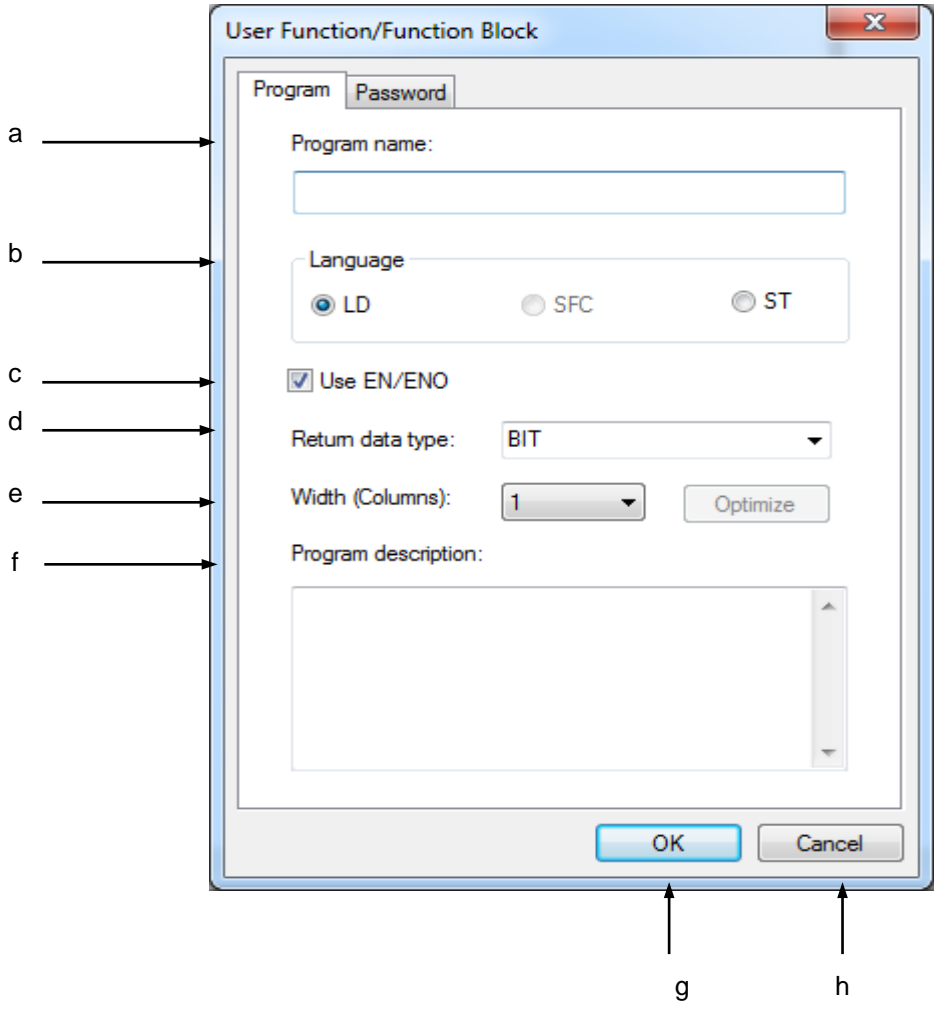 User Function/Function Block
Program Password
a Program name:
b Language
LD SFC ST
c Use EN/ENO
d Return data type: BIT
e Width (Columns): 1 Optimize
f Program description:
OK Cancel
g h